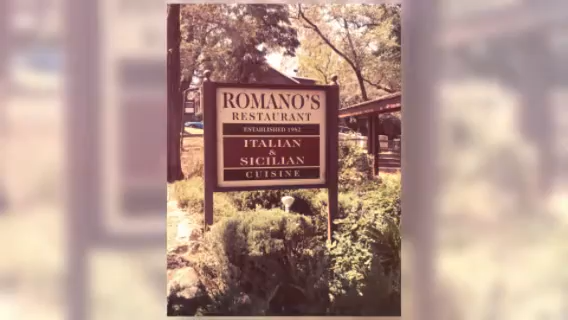 ROMANO'S
RESTAURANT
ESTABLISHED 1982
ITALIAN
&
SICILIAN
CUISINE